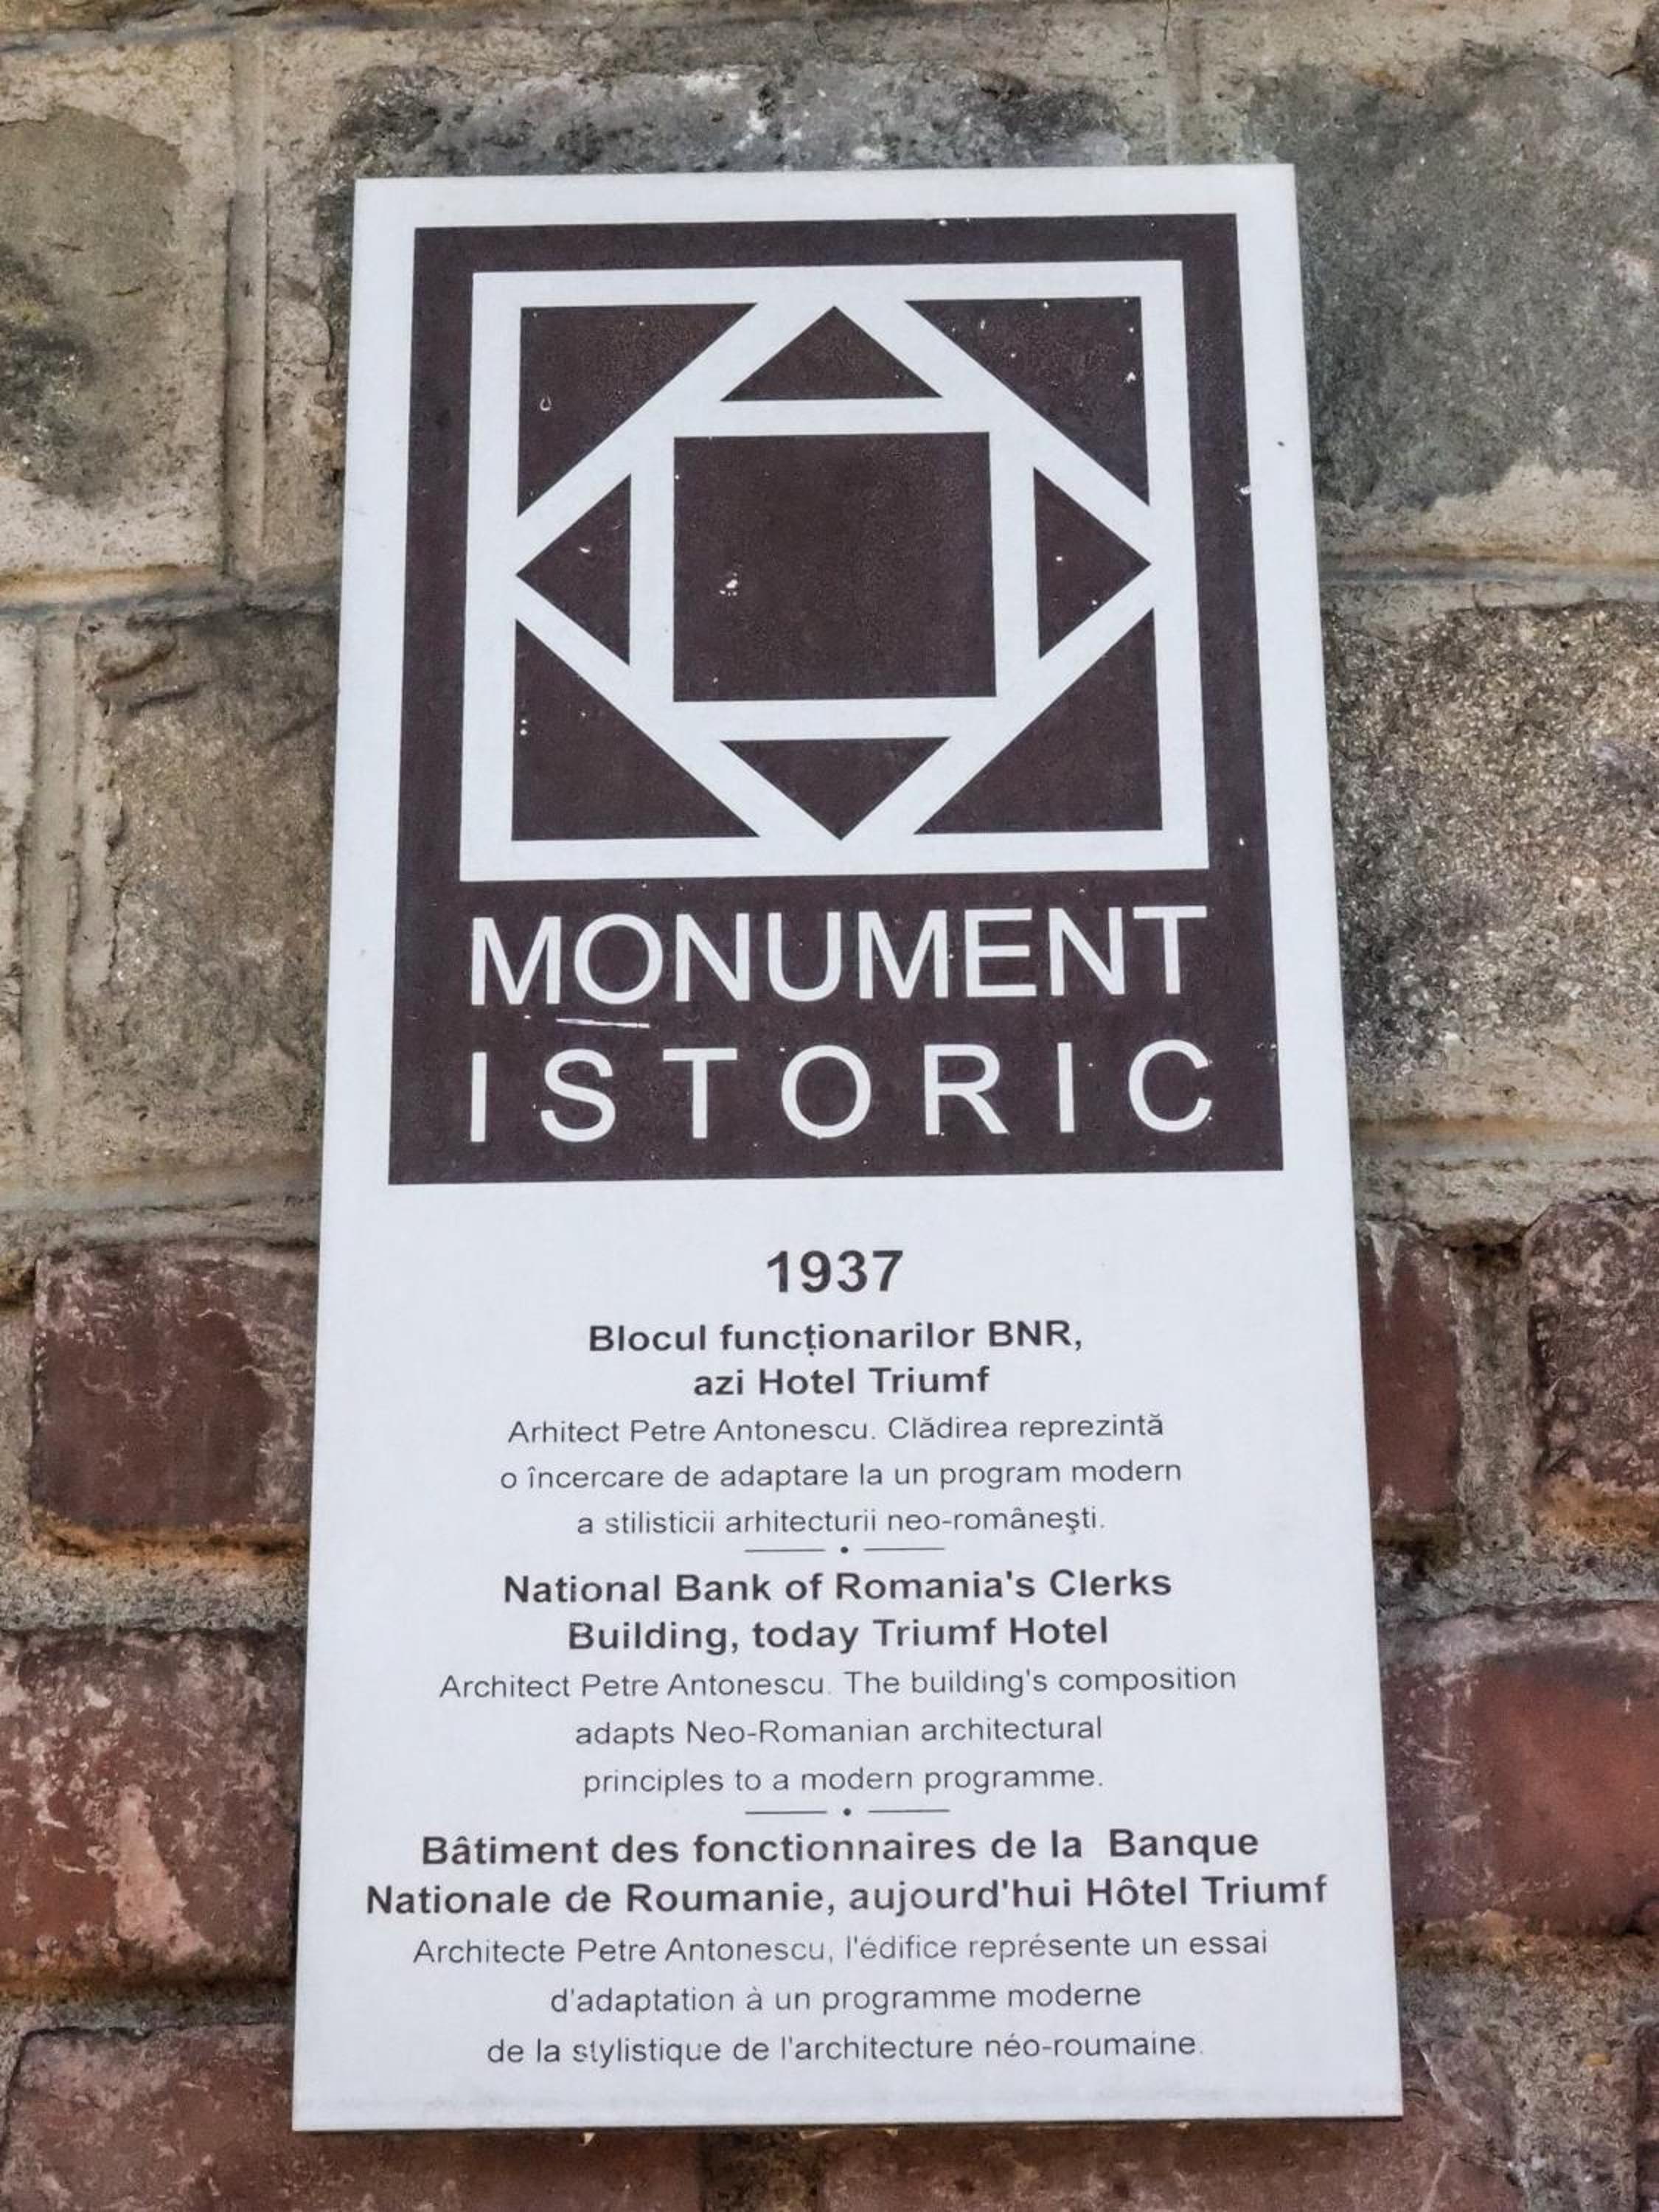 MONUMENT
ISTORIC
1937
Blocul funcționarilor BNR,
azi Hotel Triumf
Arhitect Petre Antonescu. Clădirea reprezintă
o încercare de adaptare la un program modern
a stilisticii arhitecturii neo-româneşti.
National Bank of Romania's Clerks
Building, today Triumf Hotel
Architect Petre Antonescu. The building's composition
adapts Neo-Romanian architectural
principles to a modern programme.
Bâtiment des fonctionnaires de la Banque
Nationale de Roumanie, aujourd'hui Hôtel Triumf
Architecte Petre Antonescu, l'édifice représente un essai
d'adaptation à un programme moderne
de la stylistique de l'architecture néo-roumaine.